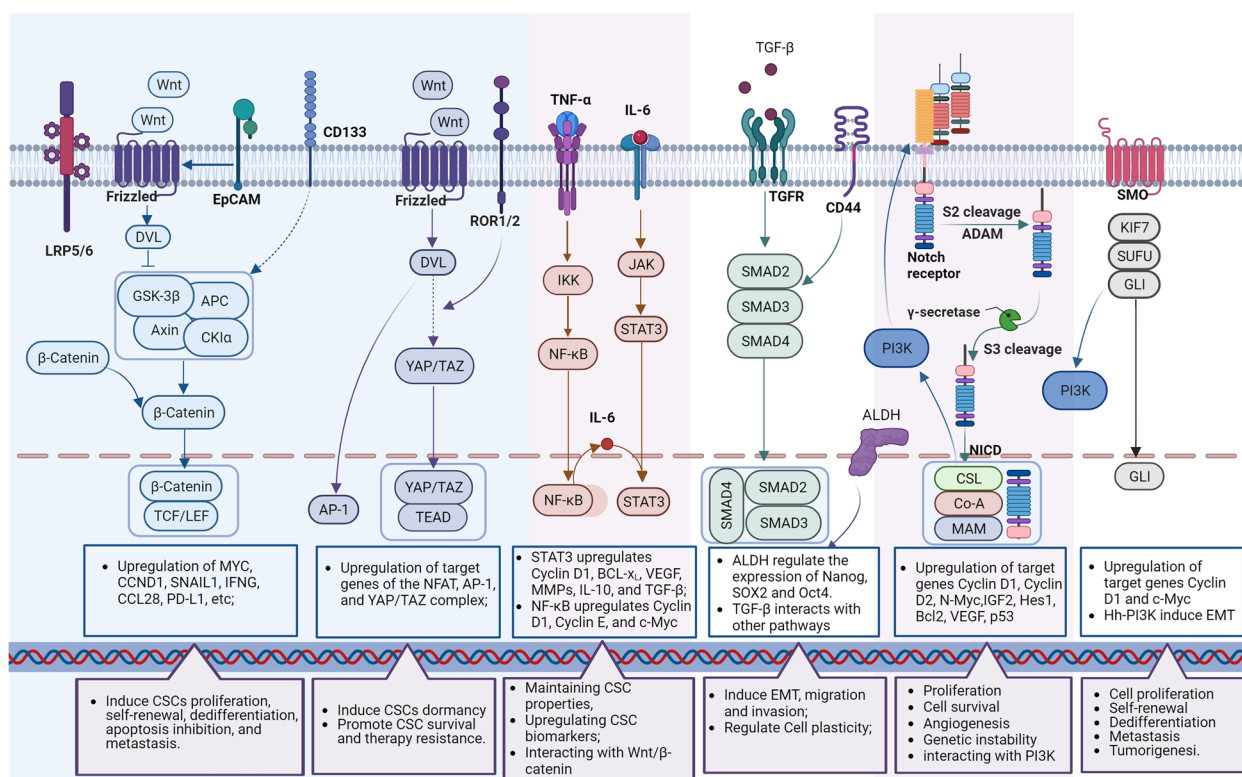 Wnt
Wnt
LRP5/6
Frizzled
EpCAM
CD133
DVL
GSK-3β
APC
Axin
CKIα
β-Catenin
β-Catenin
β-Catenin
TCF/LEF
Wnt
Wnt
Frizzled
ROR1/2
DVL
YAP/TAZ
AP-1
YAP/TAZ
TEAD
TNF-α
IL-6
IKK
JAK
NF-κB
STAT3
IL-6
NF-κB
STAT3
TGF-β
TGFR
CD44
SMAD2
SMAD3
SMAD4
ALDH
SMAD4
SMAD2
SMAD3
Notch
receptor
S2 cleavage
ADAM
γ-secretase
S3 cleavage
PI3K
NICD
CSL
Co-A
MAM
SMO
KIF7
SUFU
GLI
PI3K
GLI
• Upregulation of MYC,
CCND1, SNAIL1, IFNG,
CCL28, PD-L1, etc;
• Upregulation of target
genes of the NFAT, AP-1,
and YAP/TAZ complex;
• STAT3 upregulates
Cyclin D1, BCL-xL, VEGF,
MMPs, IL-10, and TGF-β;
• NF-κB upregulates Cyclin
D1, Cyclin E, and c-Myc
• ALDH regulate the
expression of Nanog,
SOX2 and Oct4.
• TGF-β interacts with
other pathways
• Upregulation of target
genes Cyclin D1, Cyclin
D2, N-Myc,IGF2, Hes1,
Bcl2, VEGF, p53
• Upregulation of
target genes Cyclin
D1 and c-Myc
• Hh-PI3K induce EMT
• Induce CSCs proliferation,
self-renewal, dedifferentiation,
apoptosis inhibition, and
metastasis.
• Induce CSCs dormancy
• Promote CSC survival
and therapy resistance.
• Maintaining CSC
properties,
• Upregulating CSC
biomarkers;
• Interacting with Wnt/β-
catenin
• Induce EMT, migration
and invasion;
• Regulate Cell plasticity;
• Proliferation
• Cell survival
• Angiogenesis
• Genetic instability
• interacting with PI3K
• Cell proliferation
• Self-renewal
• Dedifferentiation
• Metastasis
• Tumorigenesi.